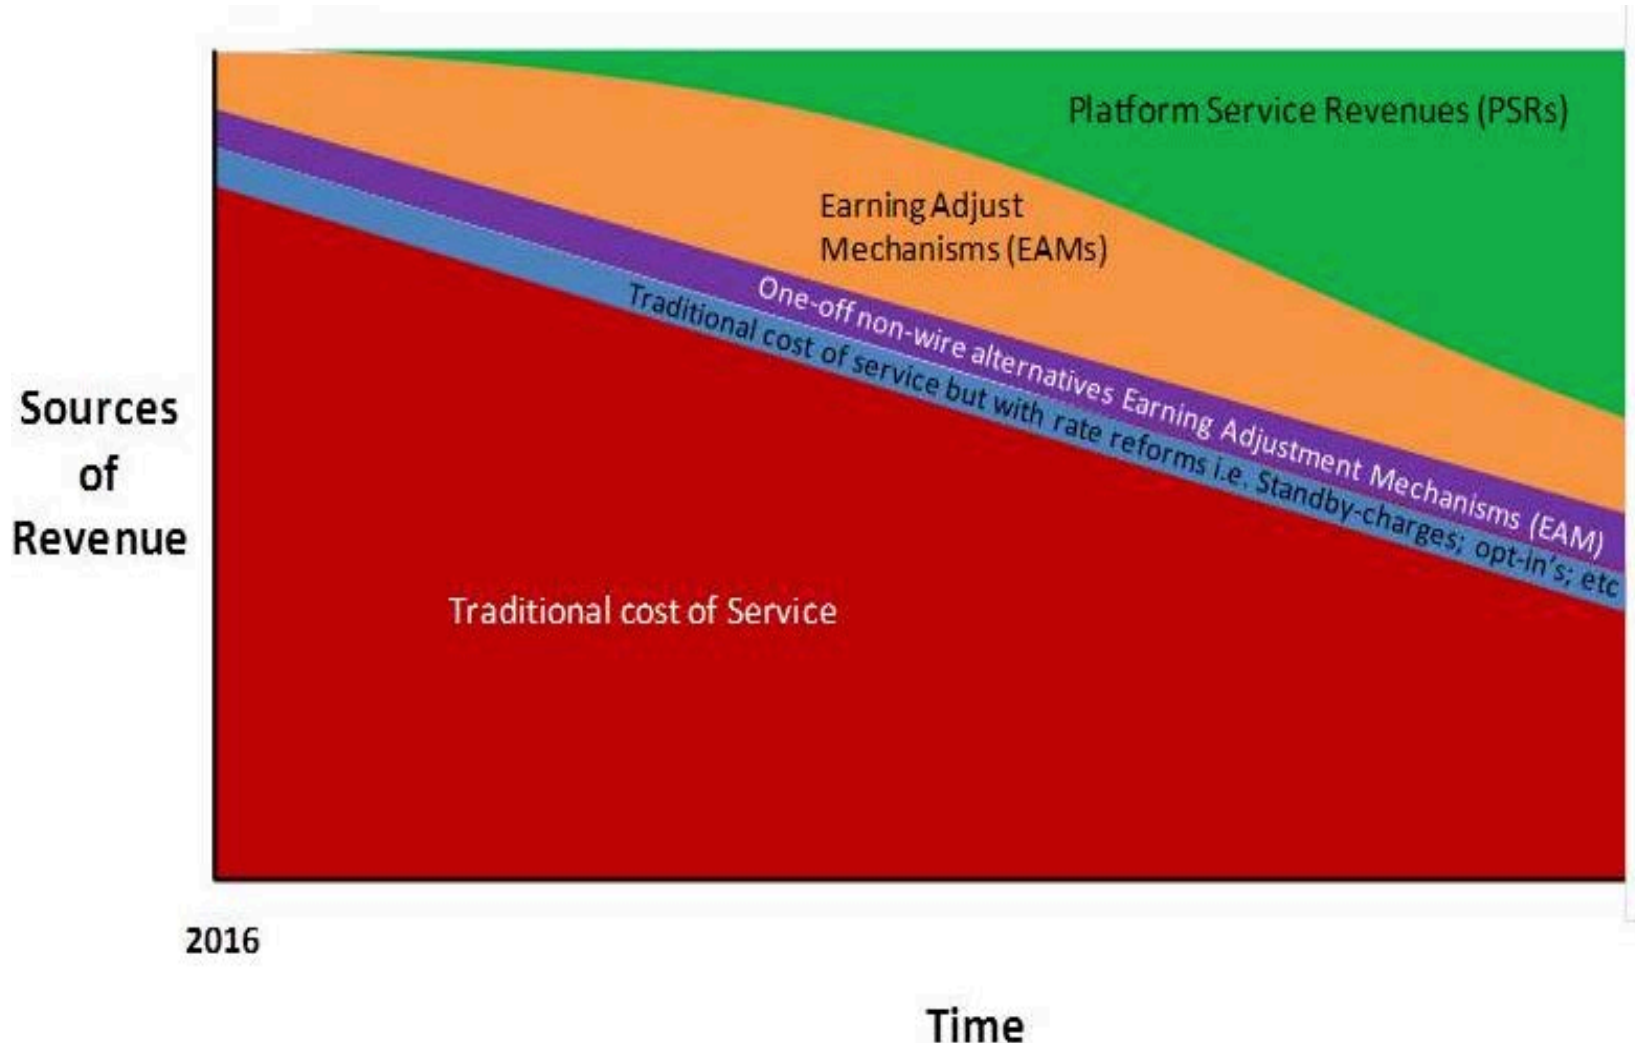 Platform Service Revenues (PSRs)
Earning Adjust
Mechanisms (EAMs)
One-off non-wire alternatives Earning Adjustment Mechanisms (EAM)
Traditional cost of service but with rate reforms i.e. Standby-charges; opt-in's; etc
Sources
of
Revenue
Traditional cost of Service
2016
Time